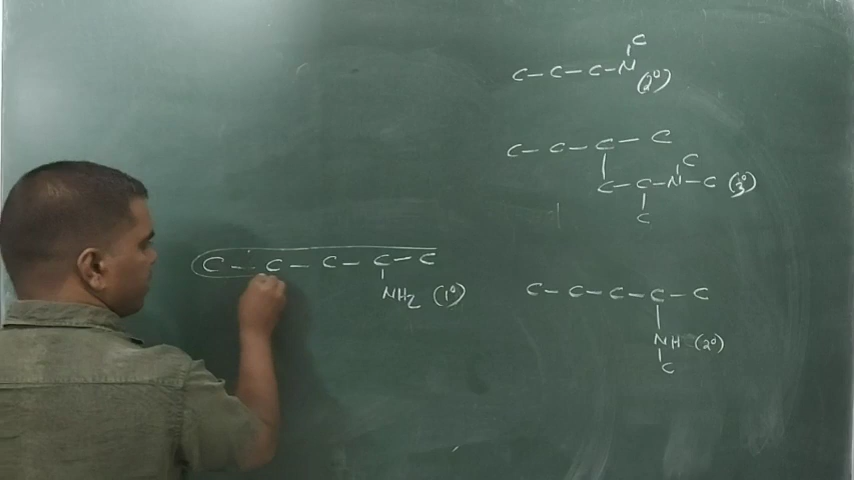 C
C–C–C–N (2°)
C–C–C–C
C
C–C–N–C (3°)
C
C–C–C–C–C
NH2 (1°)
C–C–C–C–C
NH (2°)
C